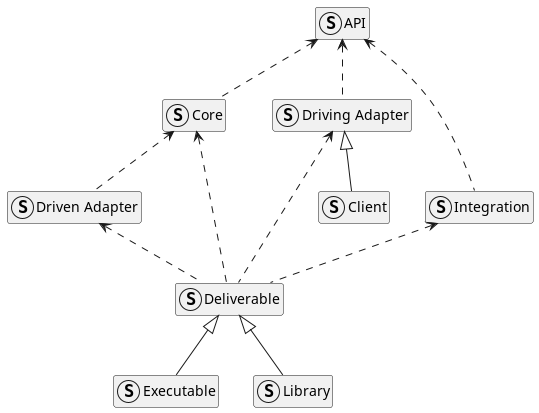 S API
S Core
S Driving Adapter
S Driven Adapter
S Client
S Integration
S Deliverable
S Executable
S Library